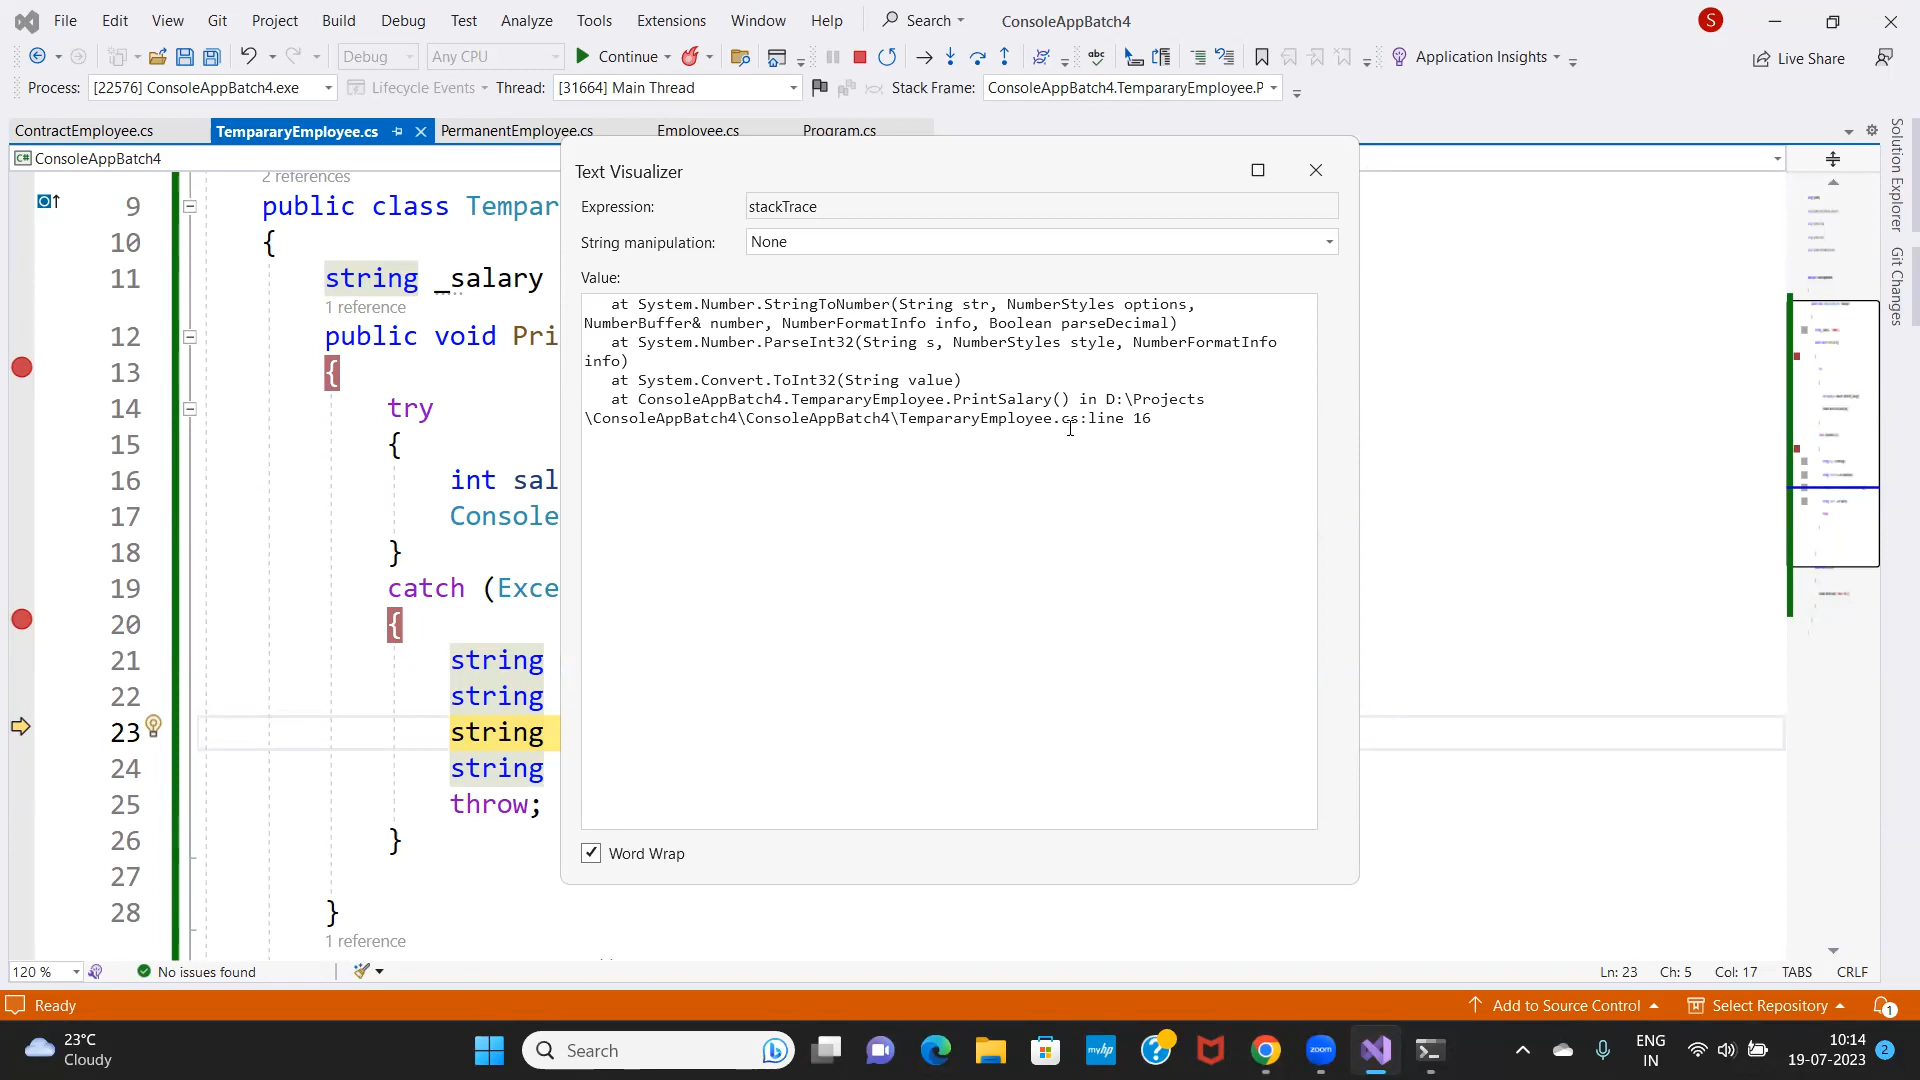 File Edit View Git Project Build Debug Test Analyze Tools Extensions Window Help Search ConsoleAppBatch4 S
Debug Any CPU Continue Application Insights Live Share
Process: [22576] ConsoleAppBatch4.exe Lifecycle Events Thread: [31664] Main Thread Stack Frame: ConsoleAppBatch4.TempararyEmployee.P
ContractEmployee.cs TempararyEmployee.cs PermanentEmployee.cs Employee.cs Program.cs
C# ConsoleAppBatch4
Solution Explorer
Git Changes
2 references
9 public class Tempar
10 {
11 string _salary
1 reference
12 public void Pri
13 {
14 try
15 {
16 int sal
17 Console
18 }
19 catch (Exce
20 {
21 string
22 string
23 string
24 string
25 throw;
26 }
27
28 }
1 reference
Text Visualizer
Expression: stackTrace
String manipulation: None
Value:
at System.Number.StringToNumber(String str, NumberStyles options,
NumberBuffer& number, NumberFormatInfo info, Boolean parseDecimal)
at System.Number.ParseInt32(String s, NumberStyles style, NumberFormatInfo
info)
at System.Convert.ToInt32(String value)
at ConsoleAppBatch4.TempararyEmployee.PrintSalary() in D:\Projects
\ConsoleAppBatch4\ConsoleAppBatch4\TempararyEmployee.cs:line 16
Word Wrap
120 % No issues found Ln: 23 Ch: 5 Col: 17 TABS CRLF
Ready Add to Source Control Select Repository 1
23°C
Cloudy
Search
myhp
zoom
ENG
IN
10:14
19-07-2023
2